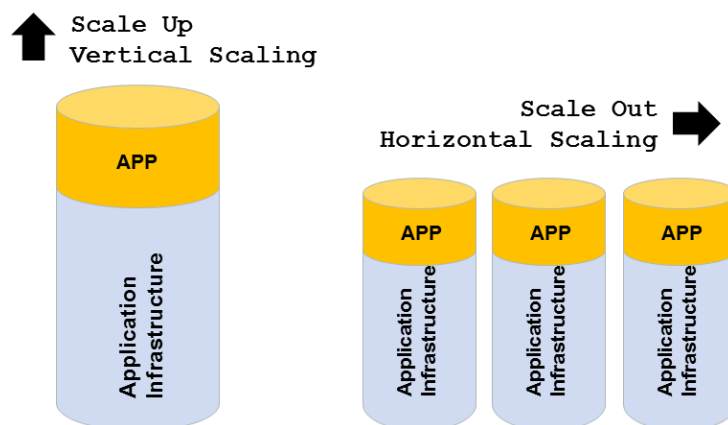 Scale Up
Vertical Scaling
APP
Application
Infrastructure
Scale Out
Horizontal Scaling
APP
Application
Infrastructure
APP
Application
Infrastructure
APP
Application
Infrastructure